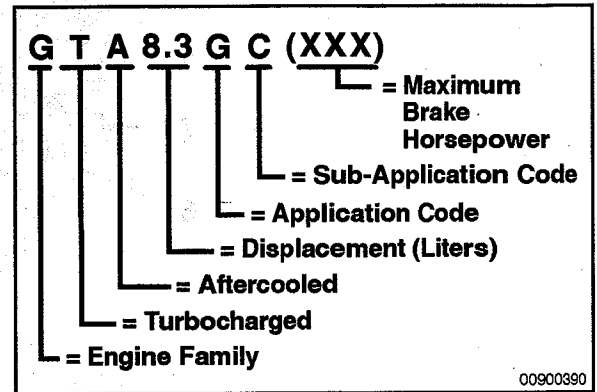 G T A 8.3 G C (XXX)
= Maximum
Brake
Horsepower
= Sub-Application Code
= Application Code
= Displacement (Liters)
= Aftercooled
= Turbocharged
= Engine Family
00900390